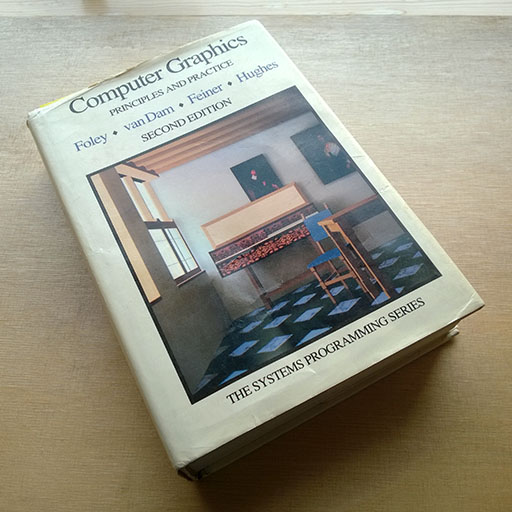 Computer Graphics
PRINCIPLES AND PRACTICE
Foley ◆ van Dam ◆ Feiner ◆ Hughes
SECOND EDITION
THE SYSTEMS PROGRAMMING SERIES